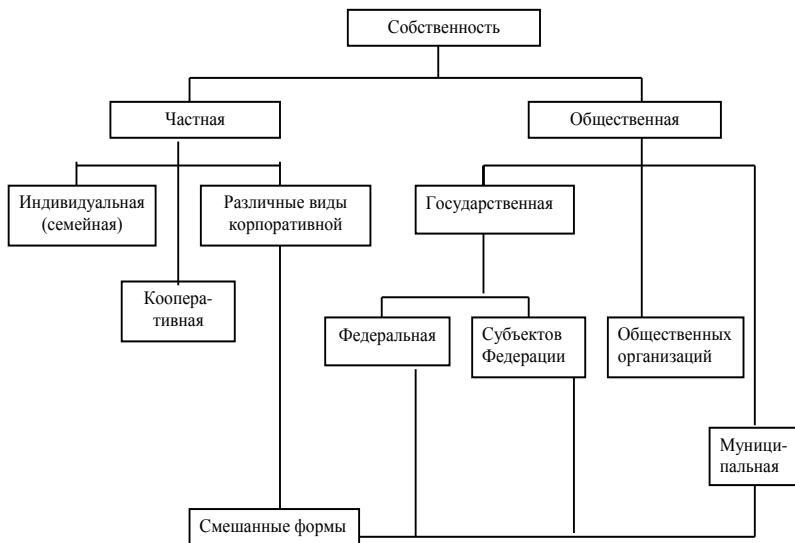 Собственность
Частная
Общественная
Индивидуальная
(семейная)
Различные виды
корпоративной
Государственная
Коопера-
тивная
Федеральная
Субъектов
Федерации
Общественных
организаций
Муници-
пальная
Смешанные формы